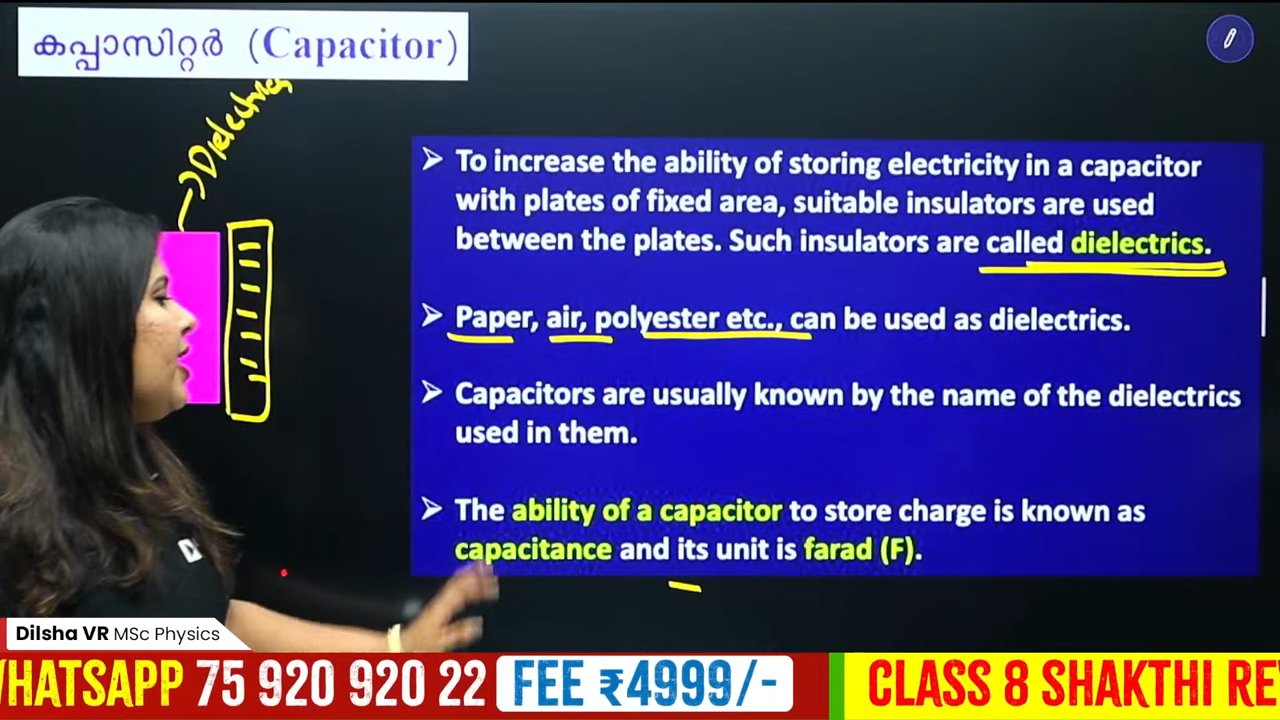 കപ്പാസിറ്റർ (Capacitor)
Dielectrics
➤ To increase the ability of storing electricity in a capacitor
with plates of fixed area, suitable insulators are used
between the plates. Such insulators are called dielectrics.
➤ Paper, air, polyester etc., can be used as dielectrics.
➤ Capacitors are usually known by the name of the dielectrics
used in them.
➤ The ability of a capacitor to store charge is known as
capacitance and its unit is farad (F).
Dilsha VR MSc Physics
WHATSAPP 75 920 920 22 FEE ₹4999/- CLASS 8 SHAKTHI RE